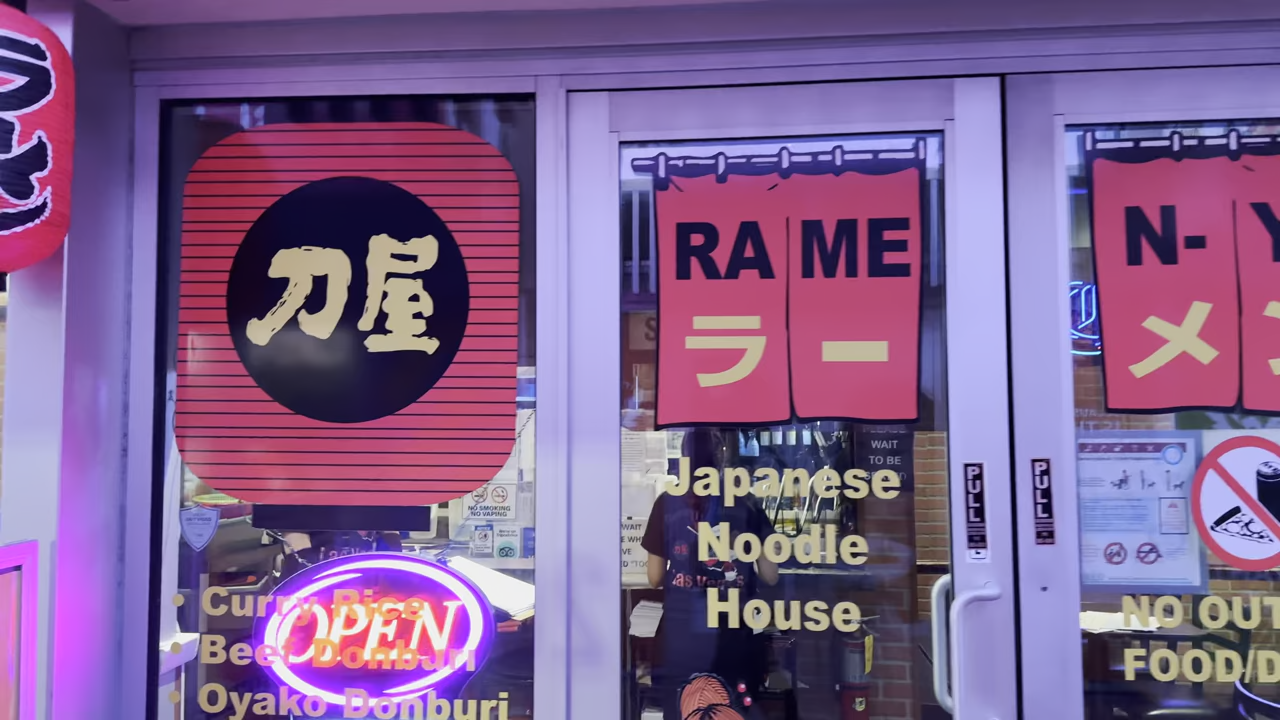 刀屋
RA ME
ラ ー
N-
メ
Japanese
Noodle
House
PULL
PULL
WAIT
TO BE
NO SMOKING
NO VAPING
OPEN
• Curry Rice
• Beef Donburi
• Oyako Donburi
NO OUT
FOOD/D